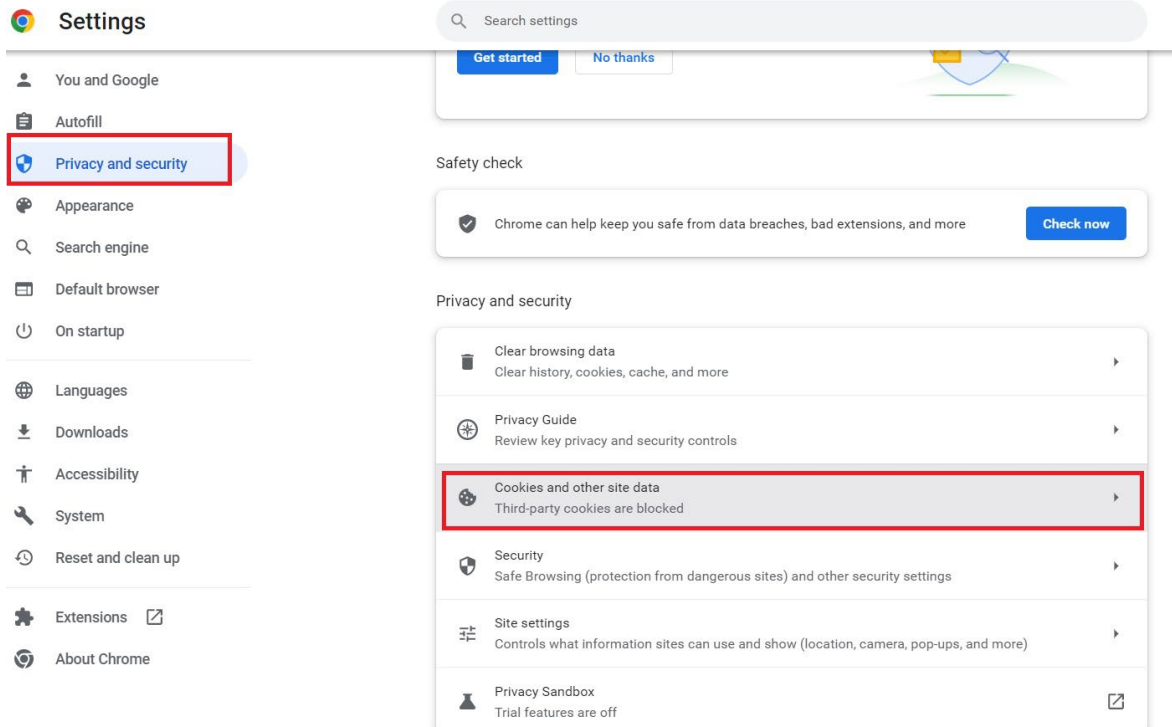 Settings
Search settings
You and Google
Autofill
Privacy and security
Appearance
Search engine
Default browser
On startup
Languages
Downloads
Accessibility
System
Reset and clean up
Extensions
About Chrome
Get started
No thanks
Safety check
Chrome can help keep you safe from data breaches, bad extensions, and more
Check now
Privacy and security
Clear browsing data
Clear history, cookies, cache, and more
Privacy Guide
Review key privacy and security controls
Cookies and other site data
Third-party cookies are blocked
Security
Safe Browsing (protection from dangerous sites) and other security settings
Site settings
Controls what information sites can use and show (location, camera, pop-ups, and more)
Privacy Sandbox
Trial features are off